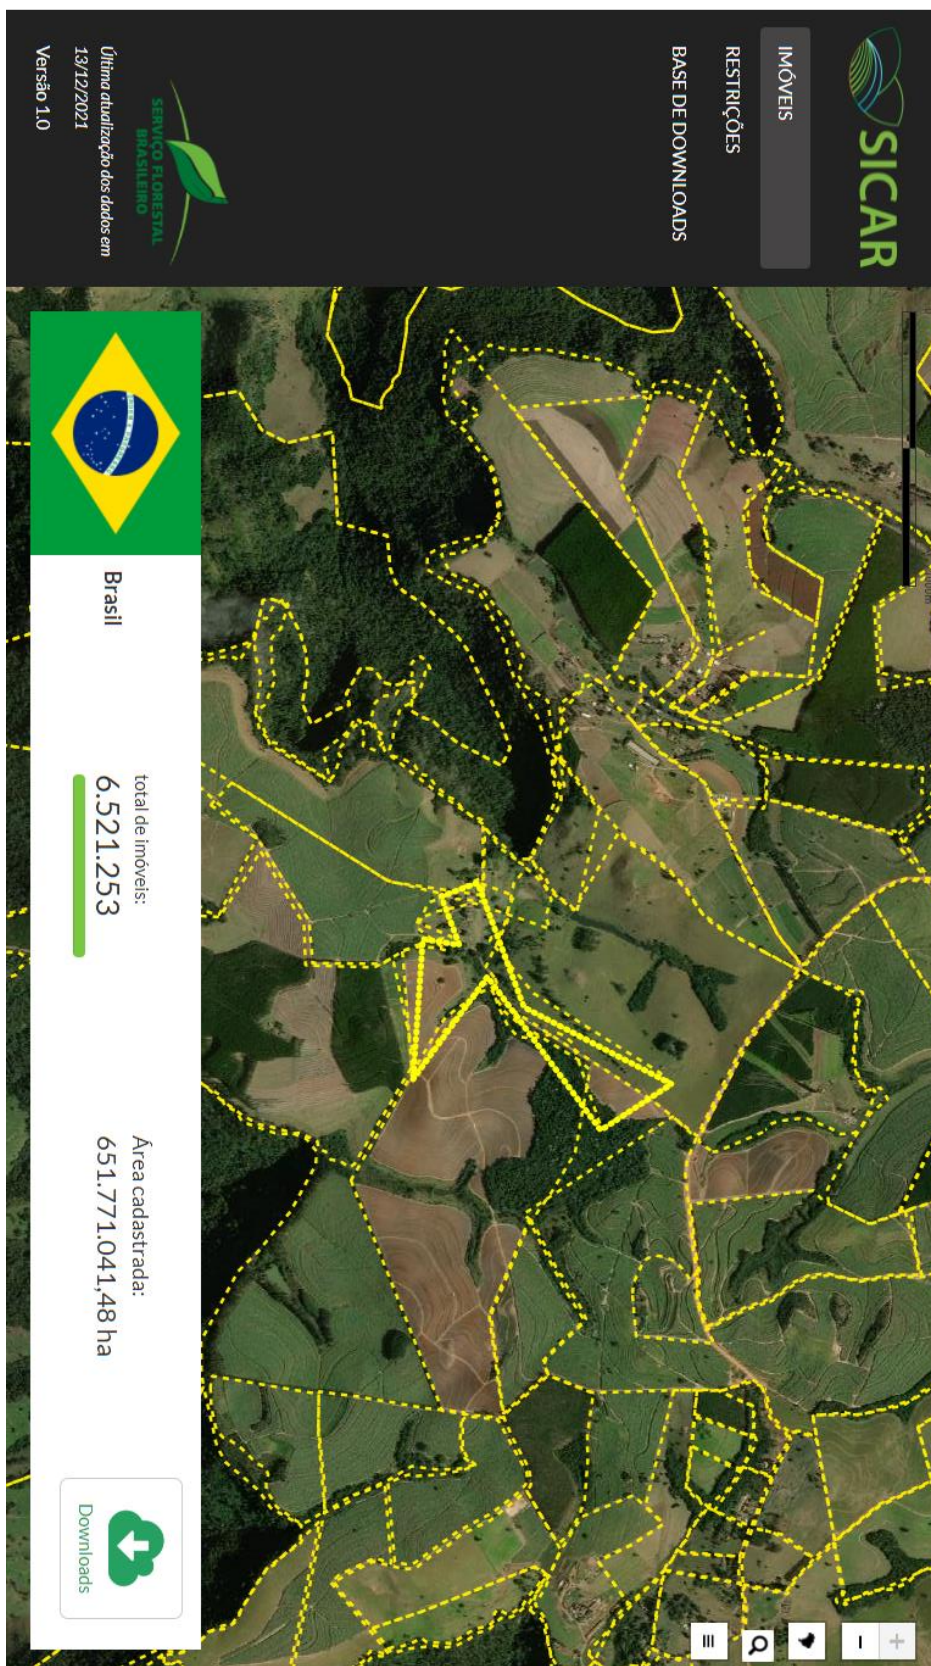 SICAR
IMÓVEIS
RESTRIÇÕES
BASE DE DOWNLOADS
SERVIÇO FLORESTAL
BRASILEIRO
Última atualização dos dados em
13/12/2021
Versão 1.0
+
−
Brasil
total de imóveis:
6.521.253
Área cadastrada:
651.771.041,48 ha
Downloads